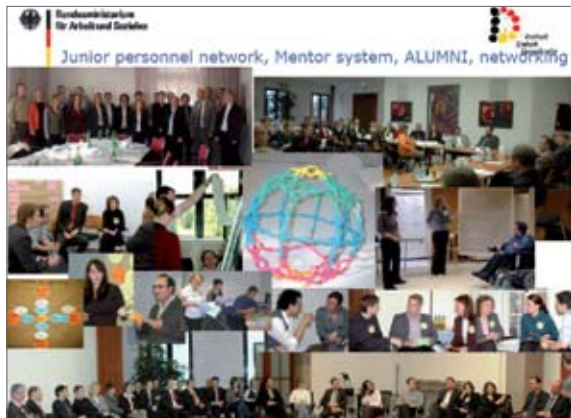 Bundesministerium
für Arbeit und Soziales
Junior personnel network, Mentor system, ALUMNI, networking